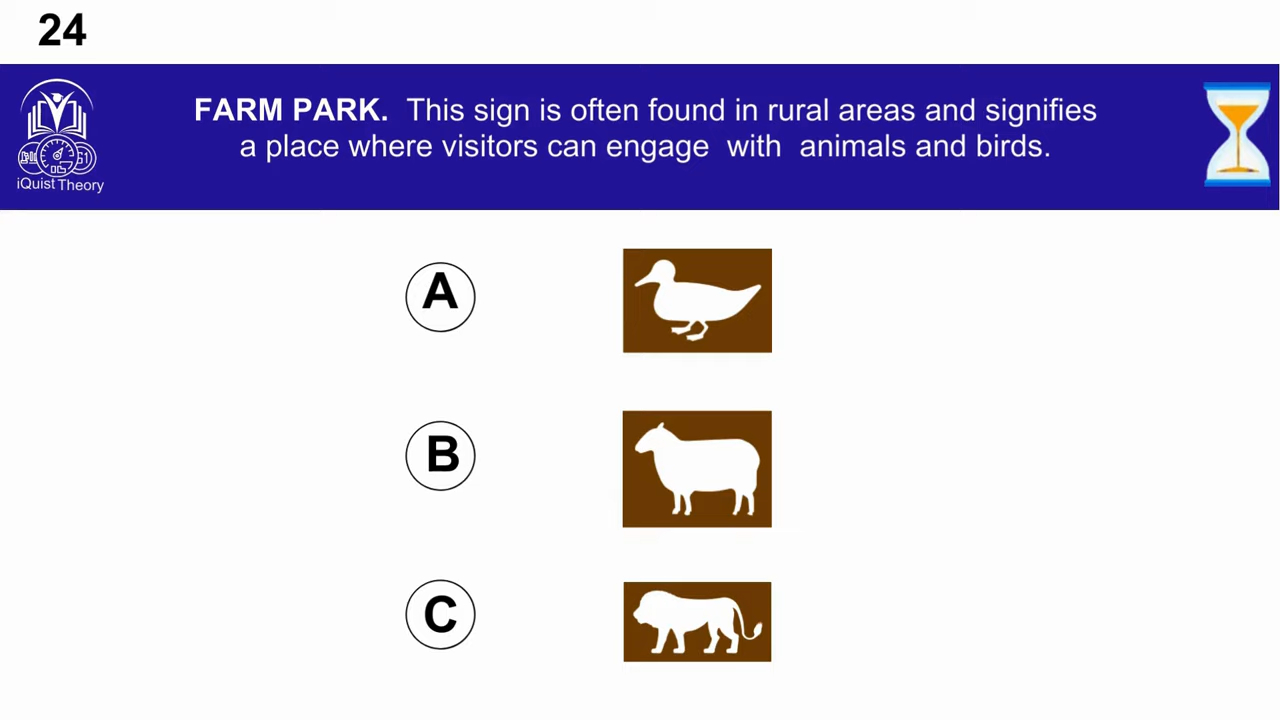 24
FARM PARK. This sign is often found in rural areas and signifies
a place where visitors can engage with animals and birds.
iQuist Theory
A
B
C